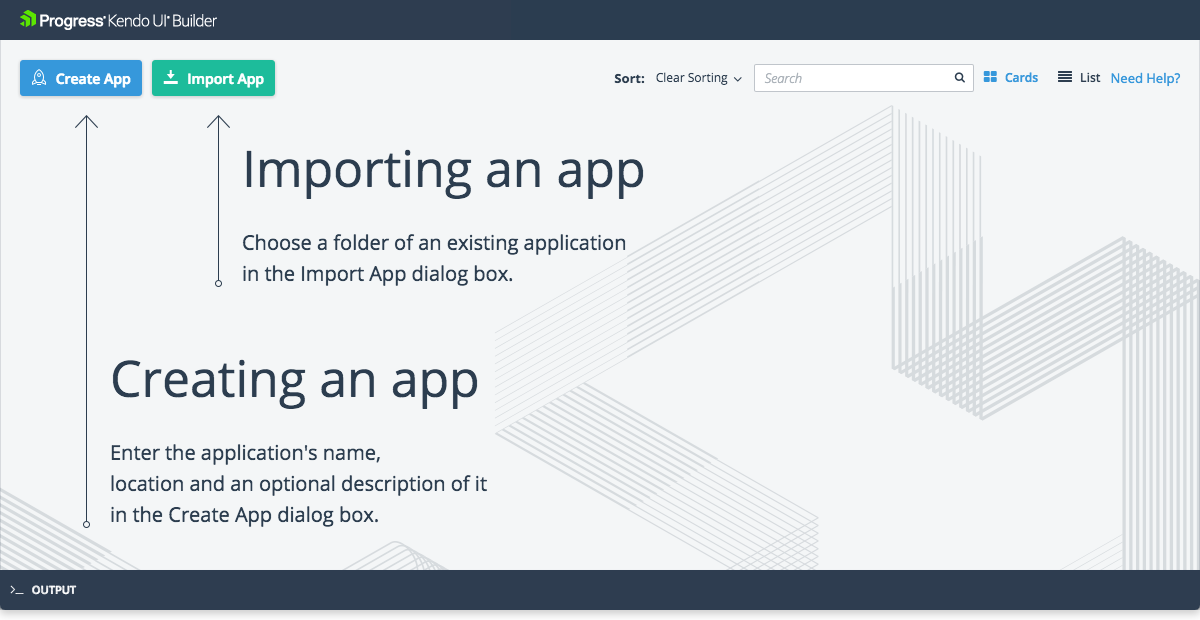 Progress® Kendo UI® Builder
Create App
Import App
Sort: Clear Sorting
Search
Cards
List
Need Help?
Importing an app
Choose a folder of an existing application
in the Import App dialog box.
Creating an app
Enter the application's name,
location and an optional description of it
in the Create App dialog box.
>_ OUTPUT